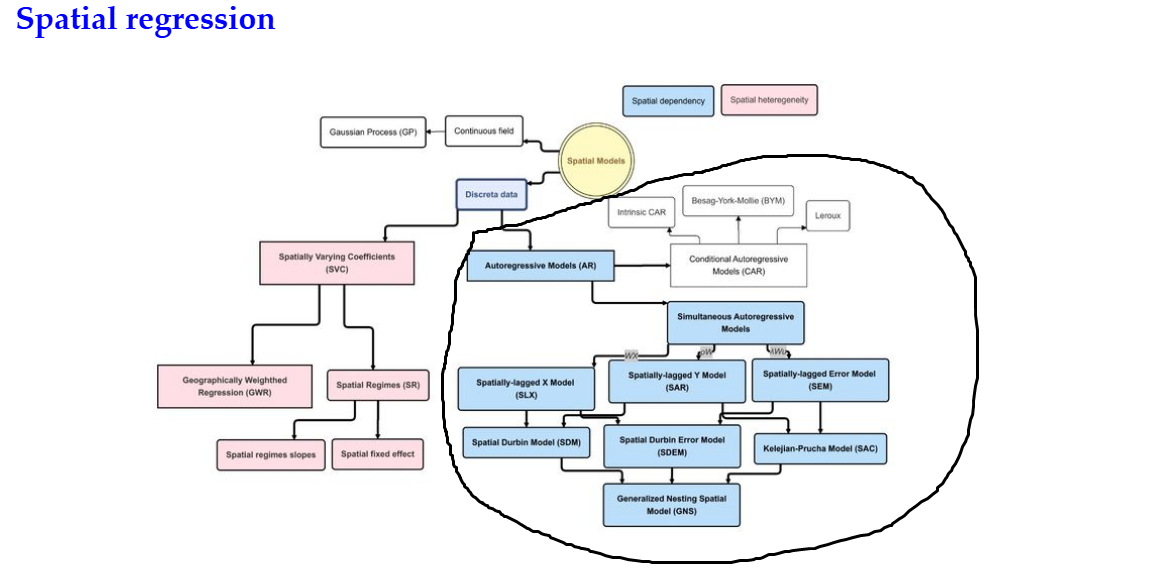 Spatial regression
Spatial dependency
Spatial heteregeneity
Gaussian Process (GP)
Continuous field
Spatial Models
Discreta data
Intrinsic CAR
Besag-York-Mollie (BYM)
Leroux
Spatially Varying Coefficients
(SVC)
Autoregressive Models (AR)
Conditional Autoregressive
Models (CAR)
Simultaneous Autoregressive
Models
WX
Geographically Weighthed
Regression (GWR)
Spatial Regimes (SR)
Spatially-lagged X Model
(SLX)
Spatially-lagged Y Model
(SAR)
Spatially-lagged Error Model
(SEM)
Spatial regimes slopes
Spatial fixed effect
Spatial Durbin Model (SDM)
Spatial Durbin Error Model
(SDEM)
Kelejian-Prucha Model (SAC)
Generalized Nesting Spatial
Model (GNS)